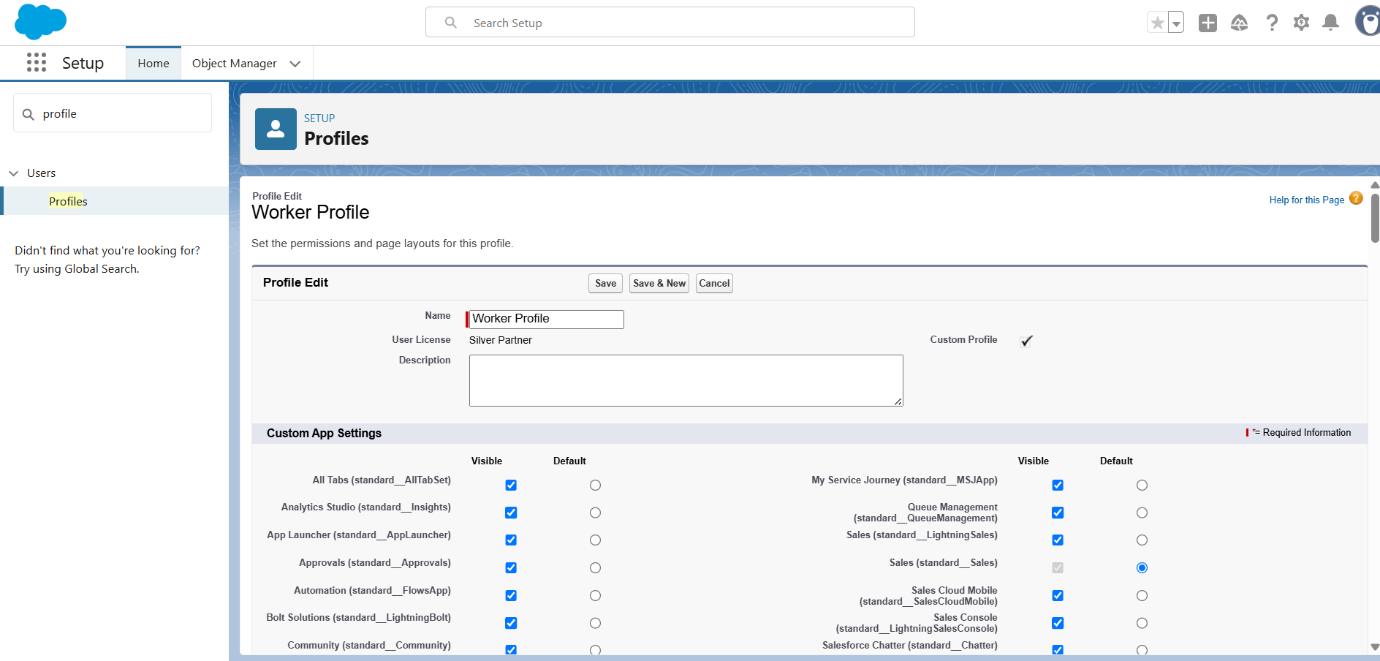 Search Setup
Setup
Home
Object Manager
profile
Users
Profiles
Didn't find what you're looking for?
Try using Global Search.
SETUP
Profiles
Profile Edit
Worker Profile
Help for this Page
Set the permissions and page layouts for this profile.
Profile Edit
Save
Save & New
Cancel
Name
Worker Profile
User License
Silver Partner
Custom Profile
Description
Custom App Settings
*= Required Information
Visible Default Visible Default
All Tabs (standard__AllTabSet)
My Service Journey (standard__MSJApp)
Analytics Studio (standard__Insights)
Queue Management
(standard__QueueManagement)
App Launcher (standard__AppLauncher)
Sales (standard__LightningSales)
Approvals (standard__Approvals)
Sales (standard__Sales)
Automation (standard__FlowsApp)
Sales Cloud Mobile
(standard__SalesCloudMobile)
Bolt Solutions (standard__LightningBolt)
Sales Console
(standard__LightningSalesConsole)
Community (standard__Community)
Salesforce Chatter (standard__Chatter)